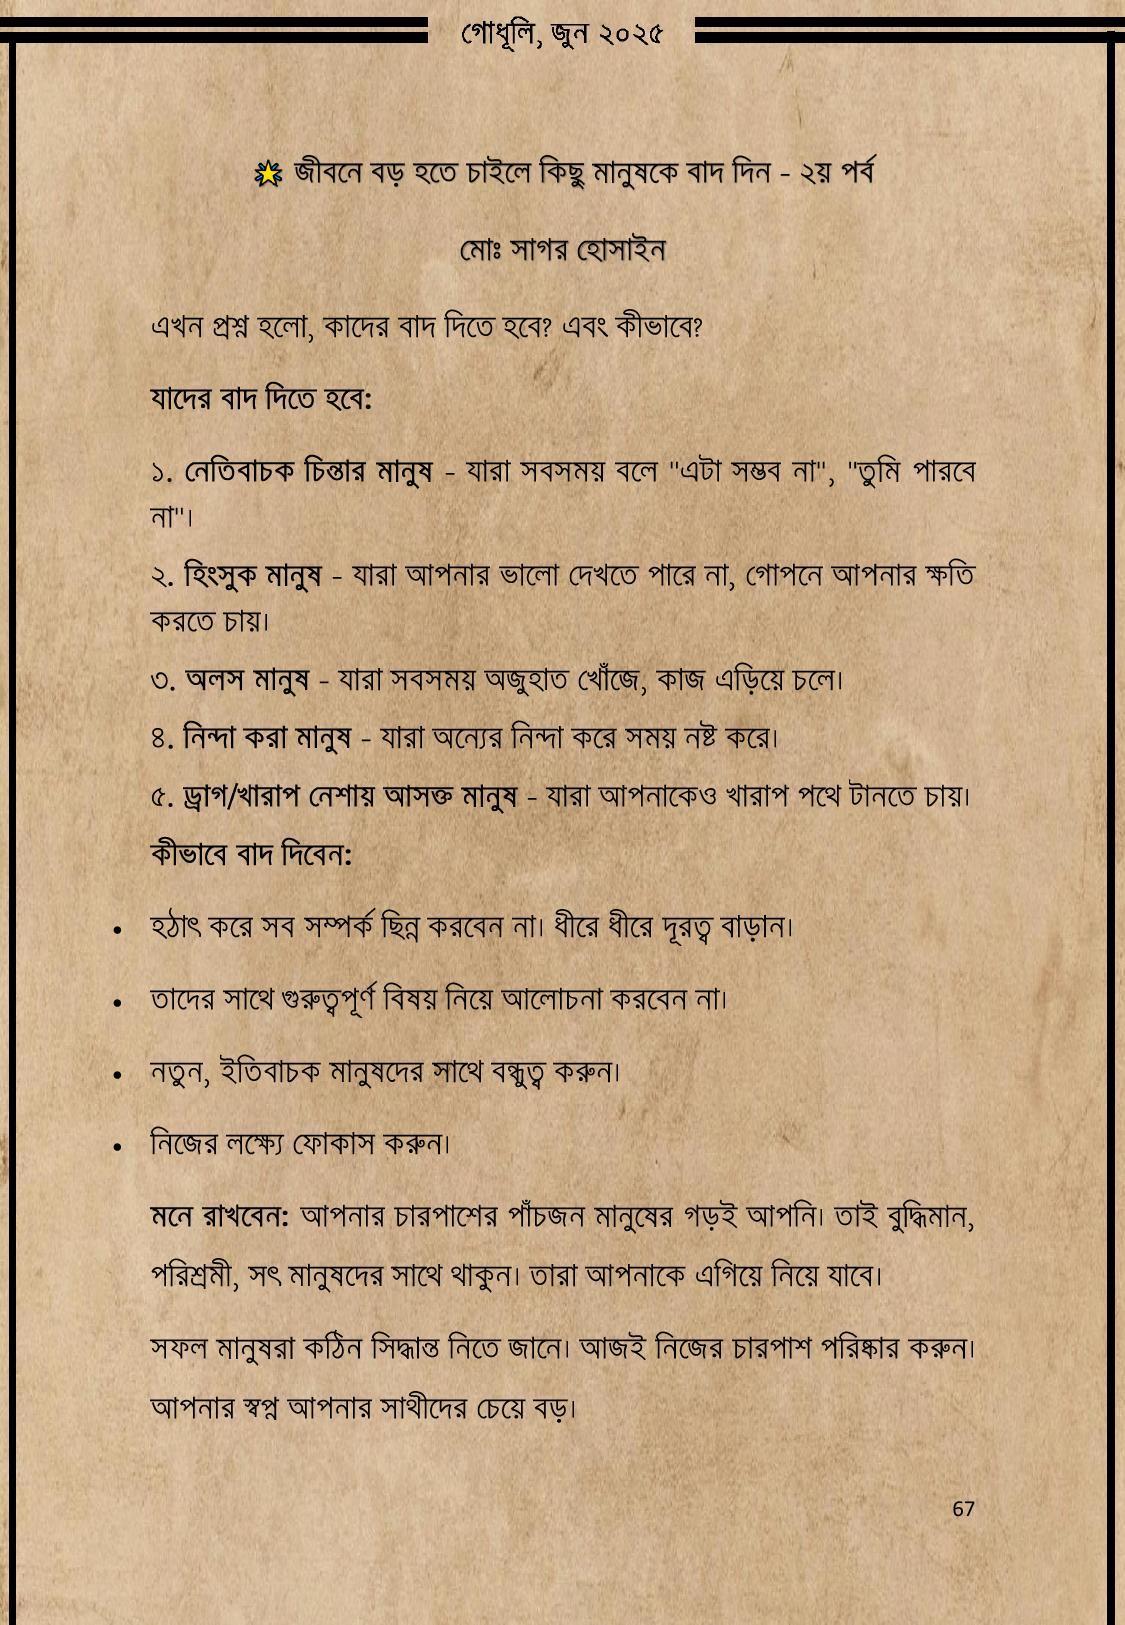 গোধূলি, জুন ২০২৫
🌟 জীবনে বড় হতে চাইলে কিছু মানুষকে বাদ দিন - ২য় পর্ব
মোঃ সাগর হোসাইন
এখন প্রশ্ন হলো, কাদের বাদ দিতে হবে? এবং কীভাবে?
যাদের বাদ দিতে হবে:
১. নেতিবাচক চিন্তার মানুষ - যারা সবসময় বলে "এটা সম্ভব না", "তুমি পারবে
না"।
২. হিংসুক মানুষ - যারা আপনার ভালো দেখতে পারে না, গোপনে আপনার ক্ষতি
করতে চায়।
৩. অলস মানুষ - যারা সবসময় অজুহাত খোঁজে, কাজ এড়িয়ে চলে।
৪. নিন্দা করা মানুষ - যারা অন্যের নিন্দা করে সময় নষ্ট করে।
৫. ড্রাগ/খারাপ নেশায় আসক্ত মানুষ - যারা আপনাকেও খারাপ পথে টানতে চায়।
কীভাবে বাদ দিবেন:
• হঠাৎ করে সব সম্পর্ক ছিন্ন করবেন না। ধীরে ধীরে দূরত্ব বাড়ান।
• তাদের সাথে গুরুত্বপূর্ণ বিষয় নিয়ে আলোচনা করবেন না।
• নতুন, ইতিবাচক মানুষদের সাথে বন্ধুত্ব করুন।
• নিজের লক্ষ্যে ফোকাস করুন।
মনে রাখবেন: আপনার চারপাশের পাঁচজন মানুষের গড়ই আপনি। তাই বুদ্ধিমান,
পরিশ্রমী, সৎ মানুষদের সাথে থাকুন। তারা আপনাকে এগিয়ে নিয়ে যাবে।
সফল মানুষরা কঠিন সিদ্ধান্ত নিতে জানে। আজই নিজের চারপাশ পরিষ্কার করুন।
আপনার স্বপ্ন আপনার সাথীদের চেয়ে বড়।
67